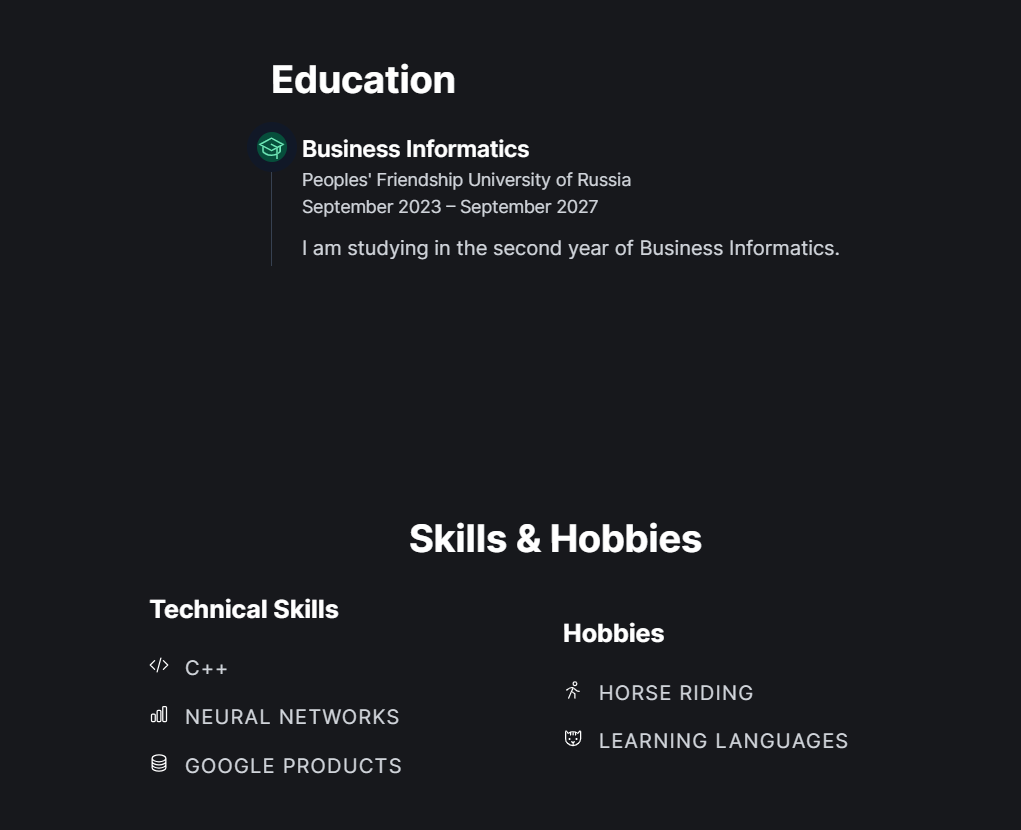 Education
Business Informatics
Peoples' Friendship University of Russia
September 2023 – September 2027
I am studying in the second year of Business Informatics.
Skills & Hobbies
Technical Skills
C++
NEURAL NETWORKS
GOOGLE PRODUCTS
Hobbies
HORSE RIDING
LEARNING LANGUAGES